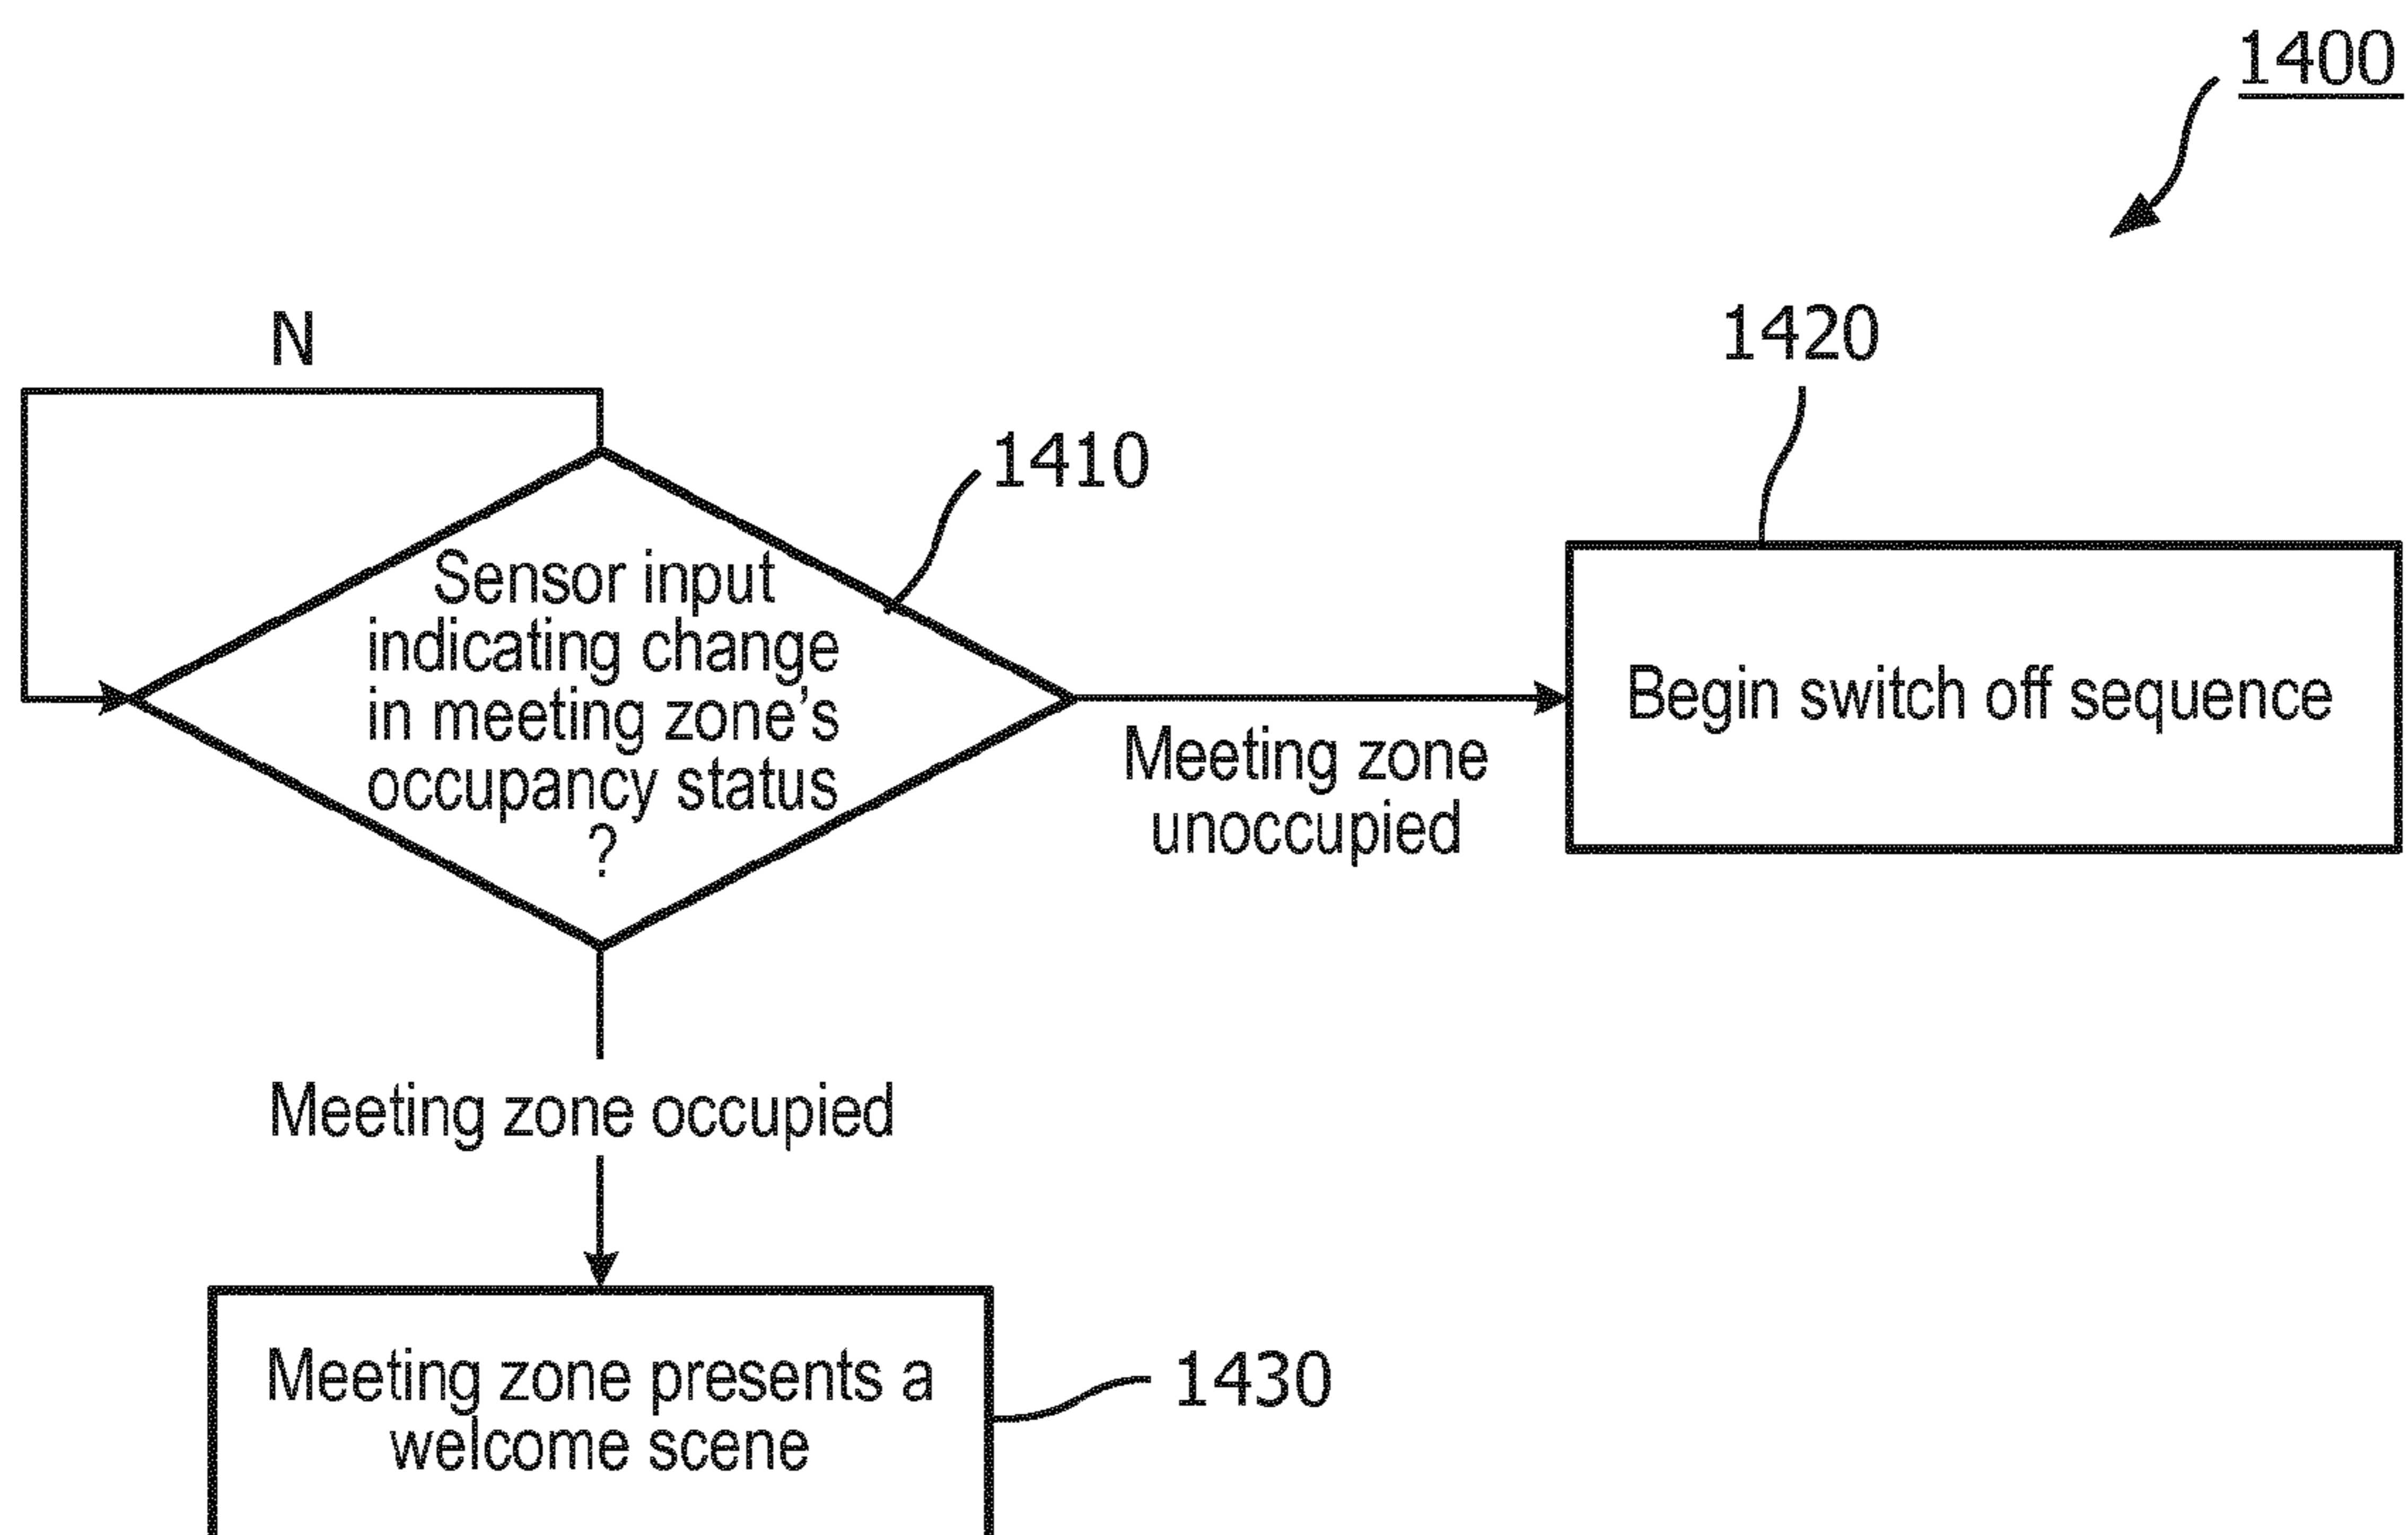 1400
N
1420
1410
Sensor input
indicating change
in meeting zone's
occupancy status
?
Begin switch off sequence
Meeting zone
unoccupied
Meeting zone occupied
Meeting zone presents a
welcome scene
1430